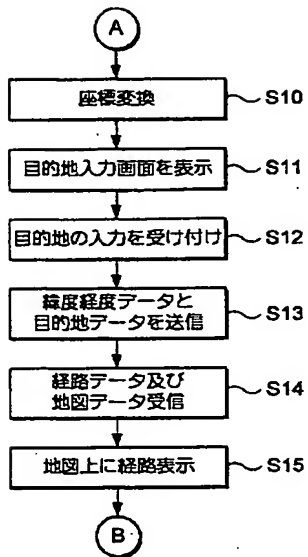 A
座標変換 S10
目的地入力画面を表示 S11
目的地の入力を受け付け S12
緯度経度データと
目的地データを送信 S13
経路データ及び
地図データ受信 S14
地図上に経路表示 S15
B